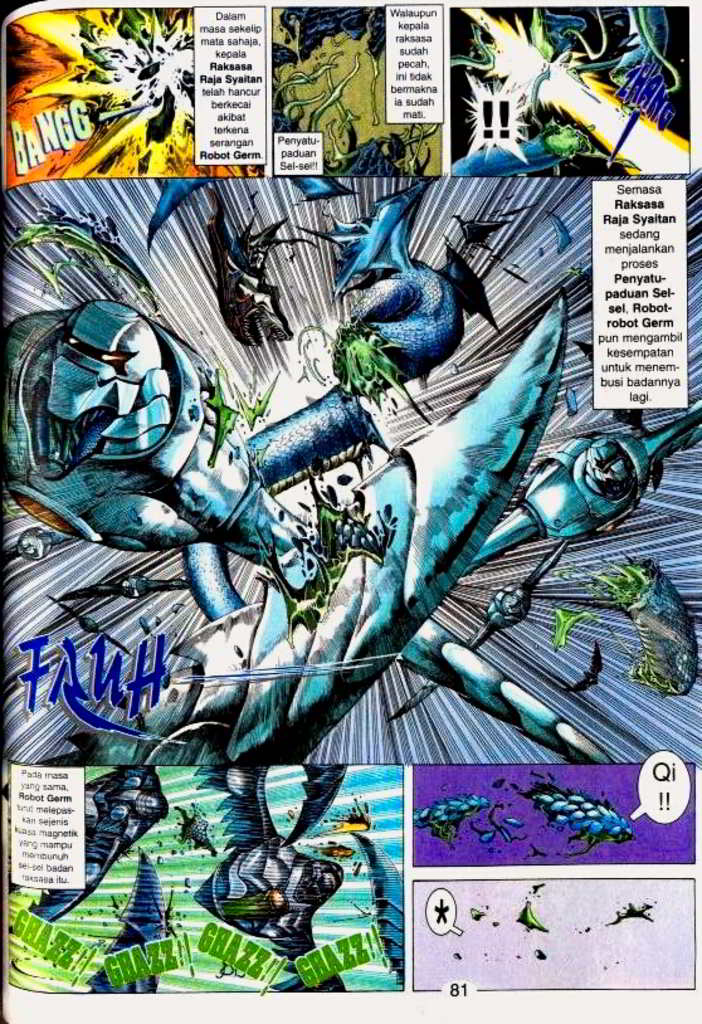 Dalam
masa sekelip
mata sahaja,
kepala
Raksasa
Raja Syaitan
telah hancur
berkecai
akibat
terkena
serangan
Robot Germ.
BANGG
Walaupun
kepala
raksasa
sudah
pecah,
ini tidak
bermakna
ia sudah
mati.
Penyatu-
paduan
Sel-sel!!
!!
ZHANG
Semasa
Raksasa
Raja Syaitan
sedang
menjalankan
proses
Penyatu-
paduan Sel-
sel, Robot-
robot Germ
pun mengambil
kesempatan
untuk menem-
busi badannya
lagi.
Pada masa
yang sama,
Robot Germ
turut melepas-
kan sejenis
kuasa magnetik
yang mampu
membunuh
sel-sel badan
raksasa itu.
GHAZZ!!
GHAZZ!!
GHAZZ!!
GHAZZ!!
Qi
!!
*
81